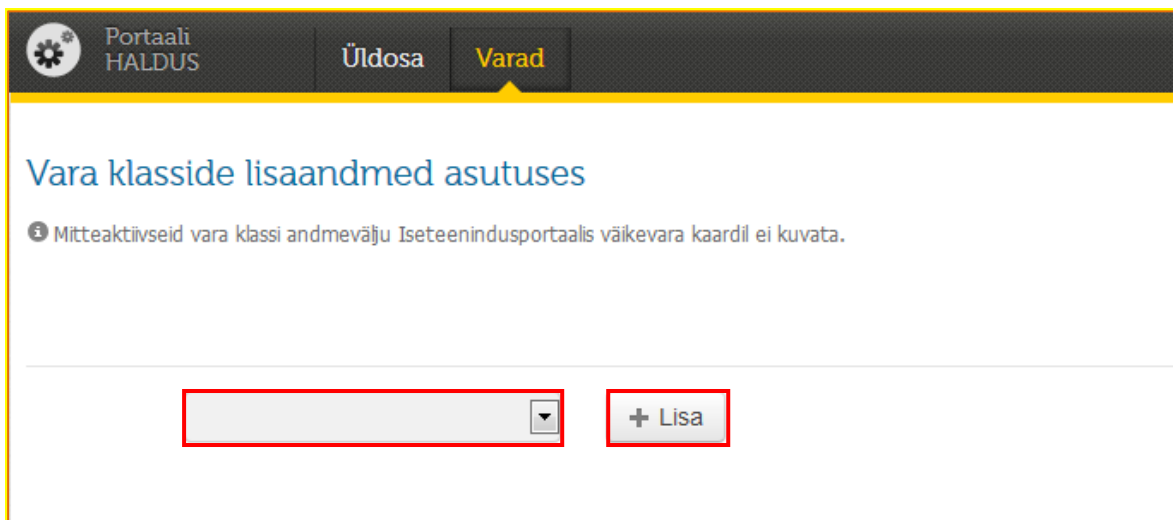 Portaali
HALDUS
Üldosa
Varad
Vara klasside lisaandmed asutuses
Mitteaktiivseid vara klassi andmevälju Iseteenindusportaalis väikevara kaardil ei kuvata.
+ Lisa